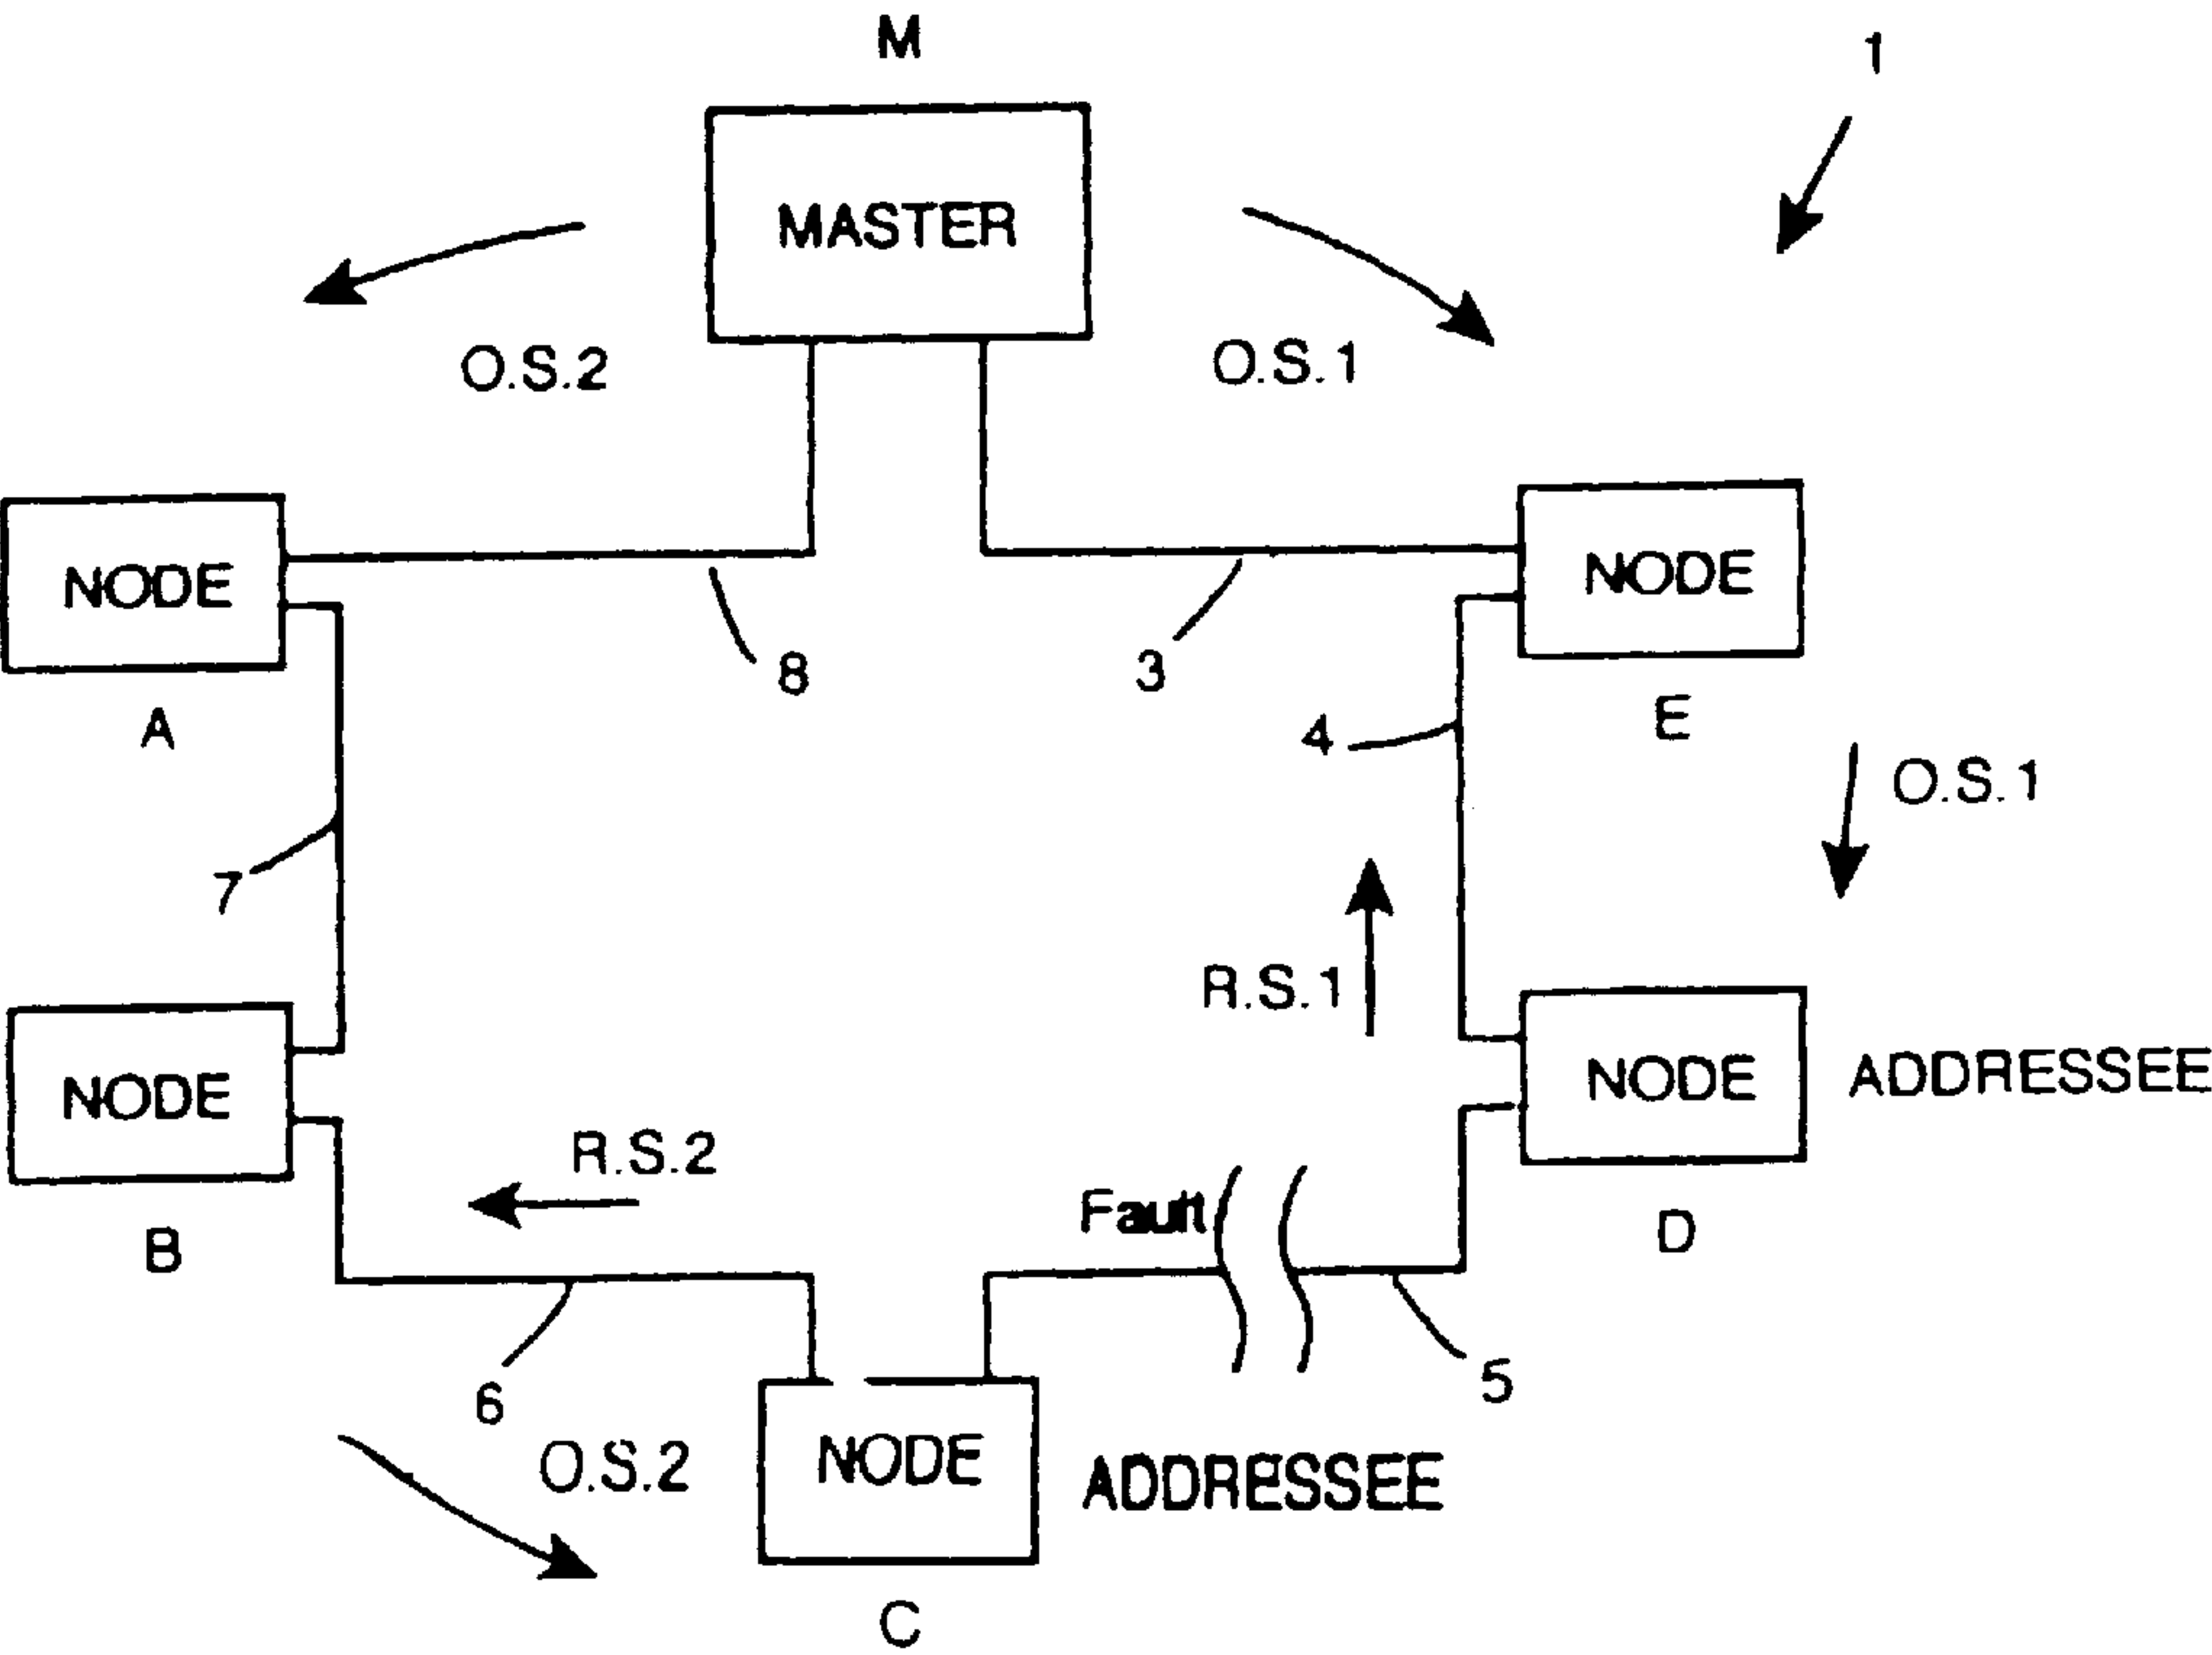 M
1
MASTER
O.S.2
O.S.1
NODE
NODE
8
3
A
4
E
O.S.1
7
R.S.1
NODE
NODE
ADDRESSEE
R.S.2
Fault
B
D
6
5
O.S.2
NODE
ADDRESSEE
C